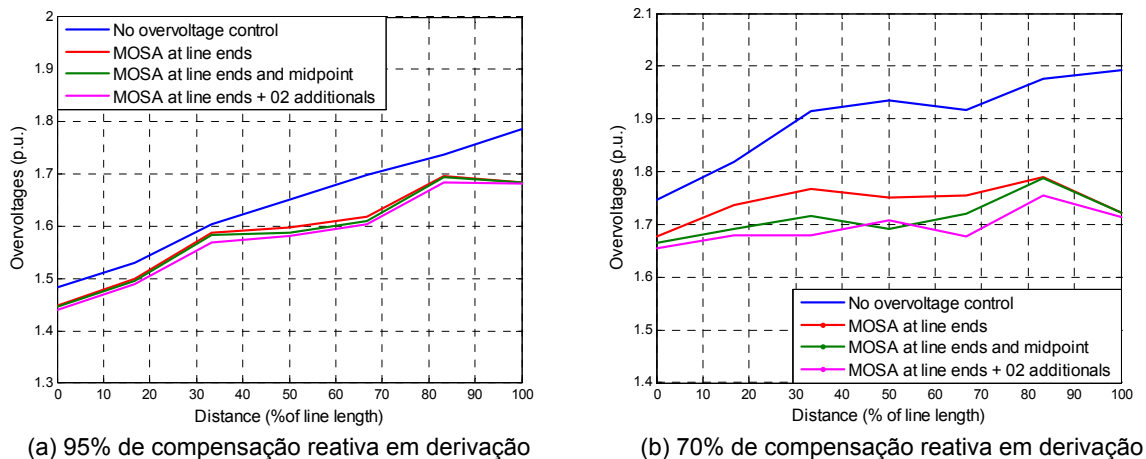 2
1.9
1.8
1.7
1.6
1.5
1.4
1.3
Overvoltages (p.u.)
No overvoltage control
MOSA at line ends
MOSA at line ends and midpoint
MOSA at line ends + 02 additionals
0 10 20 30 40 50 60 70 80 90 100
Distance (%of line length)
(a) 95% de compensação reativa em derivação
2.1
2
1.9
1.8
1.7
1.6
1.5
1.4
Overvoltages (p.u.)
No overvoltage control
MOSA at line ends
MOSA at line ends and midpoint
MOSA at line ends + 02 additionals
0 10 20 30 40 50 60 70 80 90 100
Distance (% of line length)
(b) 70% de compensação reativa em derivação